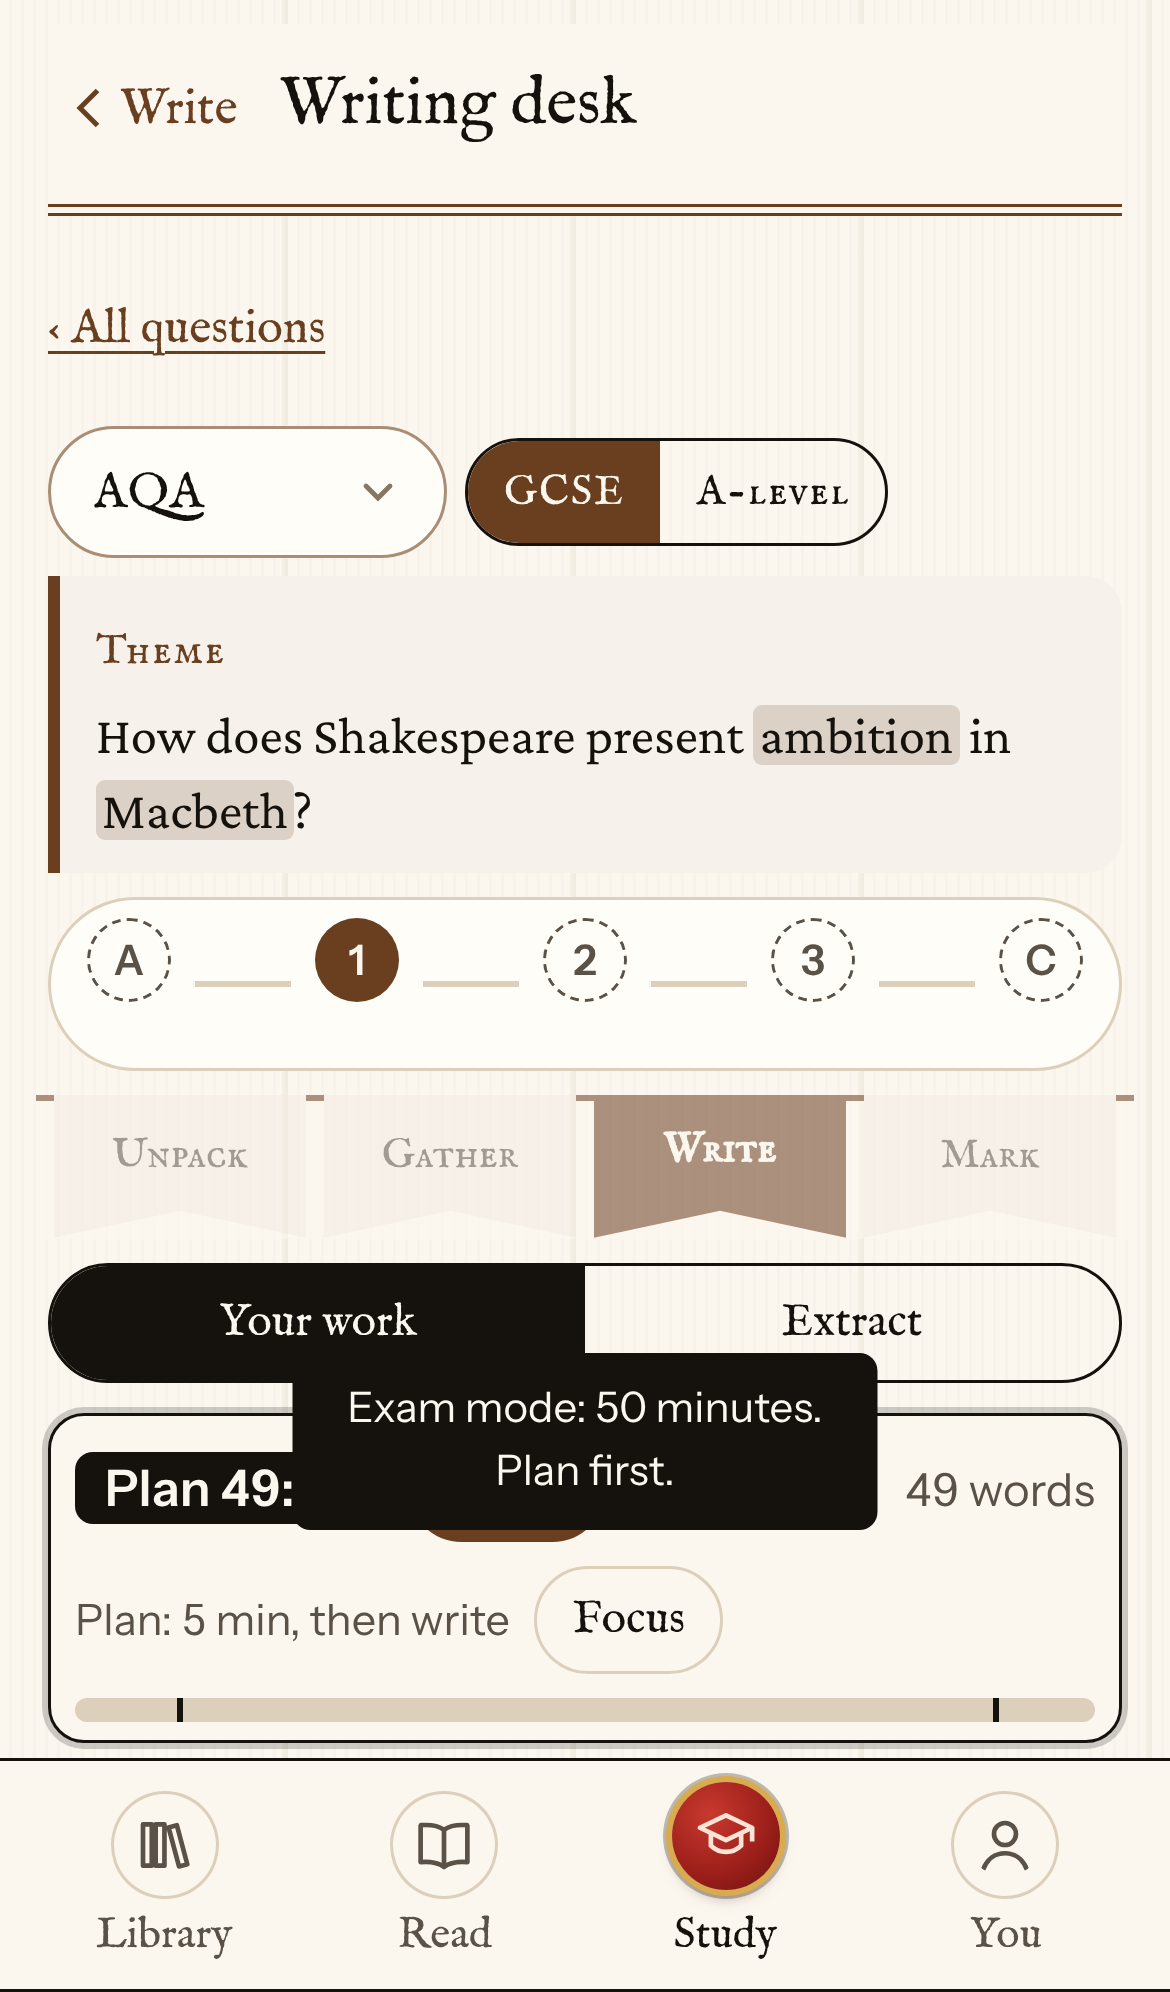 Write Writing desk
‹ All questions
AQA
GCSE A-LEVEL
THEME
How does Shakespeare present ambition in
Macbeth?
A 1 2 3 C
UNPACK GATHER WRITE MARK
Your work Extract
Exam mode: 50 minutes.
Plan first.
Plan 49: 49 words
Plan: 5 min, then write Focus
Library Read Study You